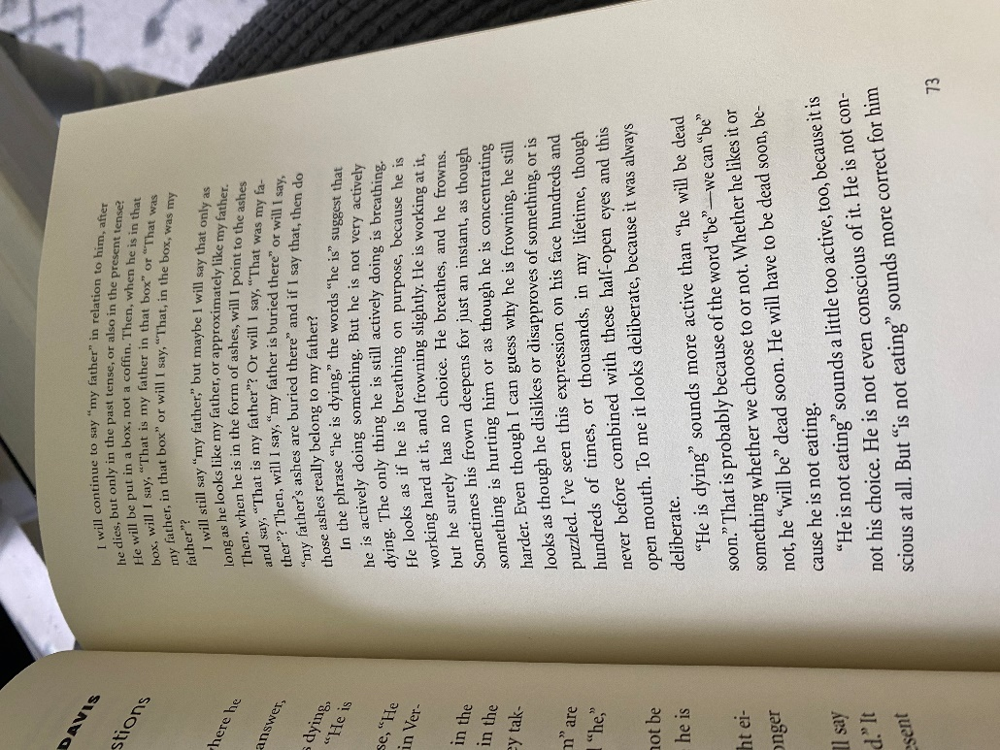 DAVIS
stions
where he
answer,
s dying,
"He is
se, "He
in Ver-
in the
in the
ey tak-
m" are
l "he,"
not be
he is
ht ei-
onger
ll say
d." It
esent
I will continue to say "my father" in relation to him, after
he dies, but only in the past tense, or also in the present tense?
He will be put in a box, not a coffin. Then, when he is in that
box, will I say, "That is my father in that box" or "That was
my father, in that box" or will I say, "That, in the box, was my
father"?
I will still say "my father," but maybe I will say that only as
long as he looks like my father, or approximately like my father.
Then, when he is in the form of ashes, will I point to the ashes
and say, "That is my father"? Or will I say, "That was my fa-
ther"? Then, will I say, "my father is buried there" or will I say,
"my father's ashes are buried there" and if I say that, then do
those ashes really belong to my father?
In the phrase "he is dying," the words "he is" suggest that
he is actively doing something. But he is not very actively
dying. The only thing he is still actively doing is breathing.
He looks as if he is breathing on purpose, because he is
working hard at it, and frowning slightly. He is working at it,
but he surely has no choice. He breathes, and he frowns.
Sometimes his frown deepens for just an instant, as though
something is hurting him or as though he is concentrating
harder. Even though I can guess why he is frowning, he still
looks as though he dislikes or disapproves of something, or is
puzzled. I've seen this expression on his face hundreds and
hundreds of times, or thousands, in my lifetime, though
never before combined with these half-open eyes and this
open mouth. To me it looks deliberate, because it was always
deliberate.
"He is dying" sounds more active than "he will be dead
soon." That is probably because of the word "be"—we can "be"
something whether we choose to or not. Whether he likes it or
not, he "will be" dead soon. He will have to be dead soon, be-
cause he is not eating.
"He is not eating" sounds a little too active, too, because it is
not his choice. He is not even conscious of it. He is not con-
scious at all. But "is not eating" sounds more correct for him
73